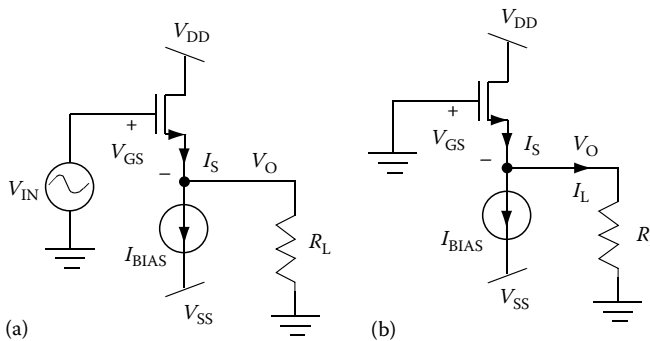 V_DD
+
V_GS
−
I_S
V_O
V_IN
I_BIAS
R_L
V_SS
(a)
V_DD
+
V_GS
−
I_S
V_O
I_L
I_BIAS
R
V_SS
(b)